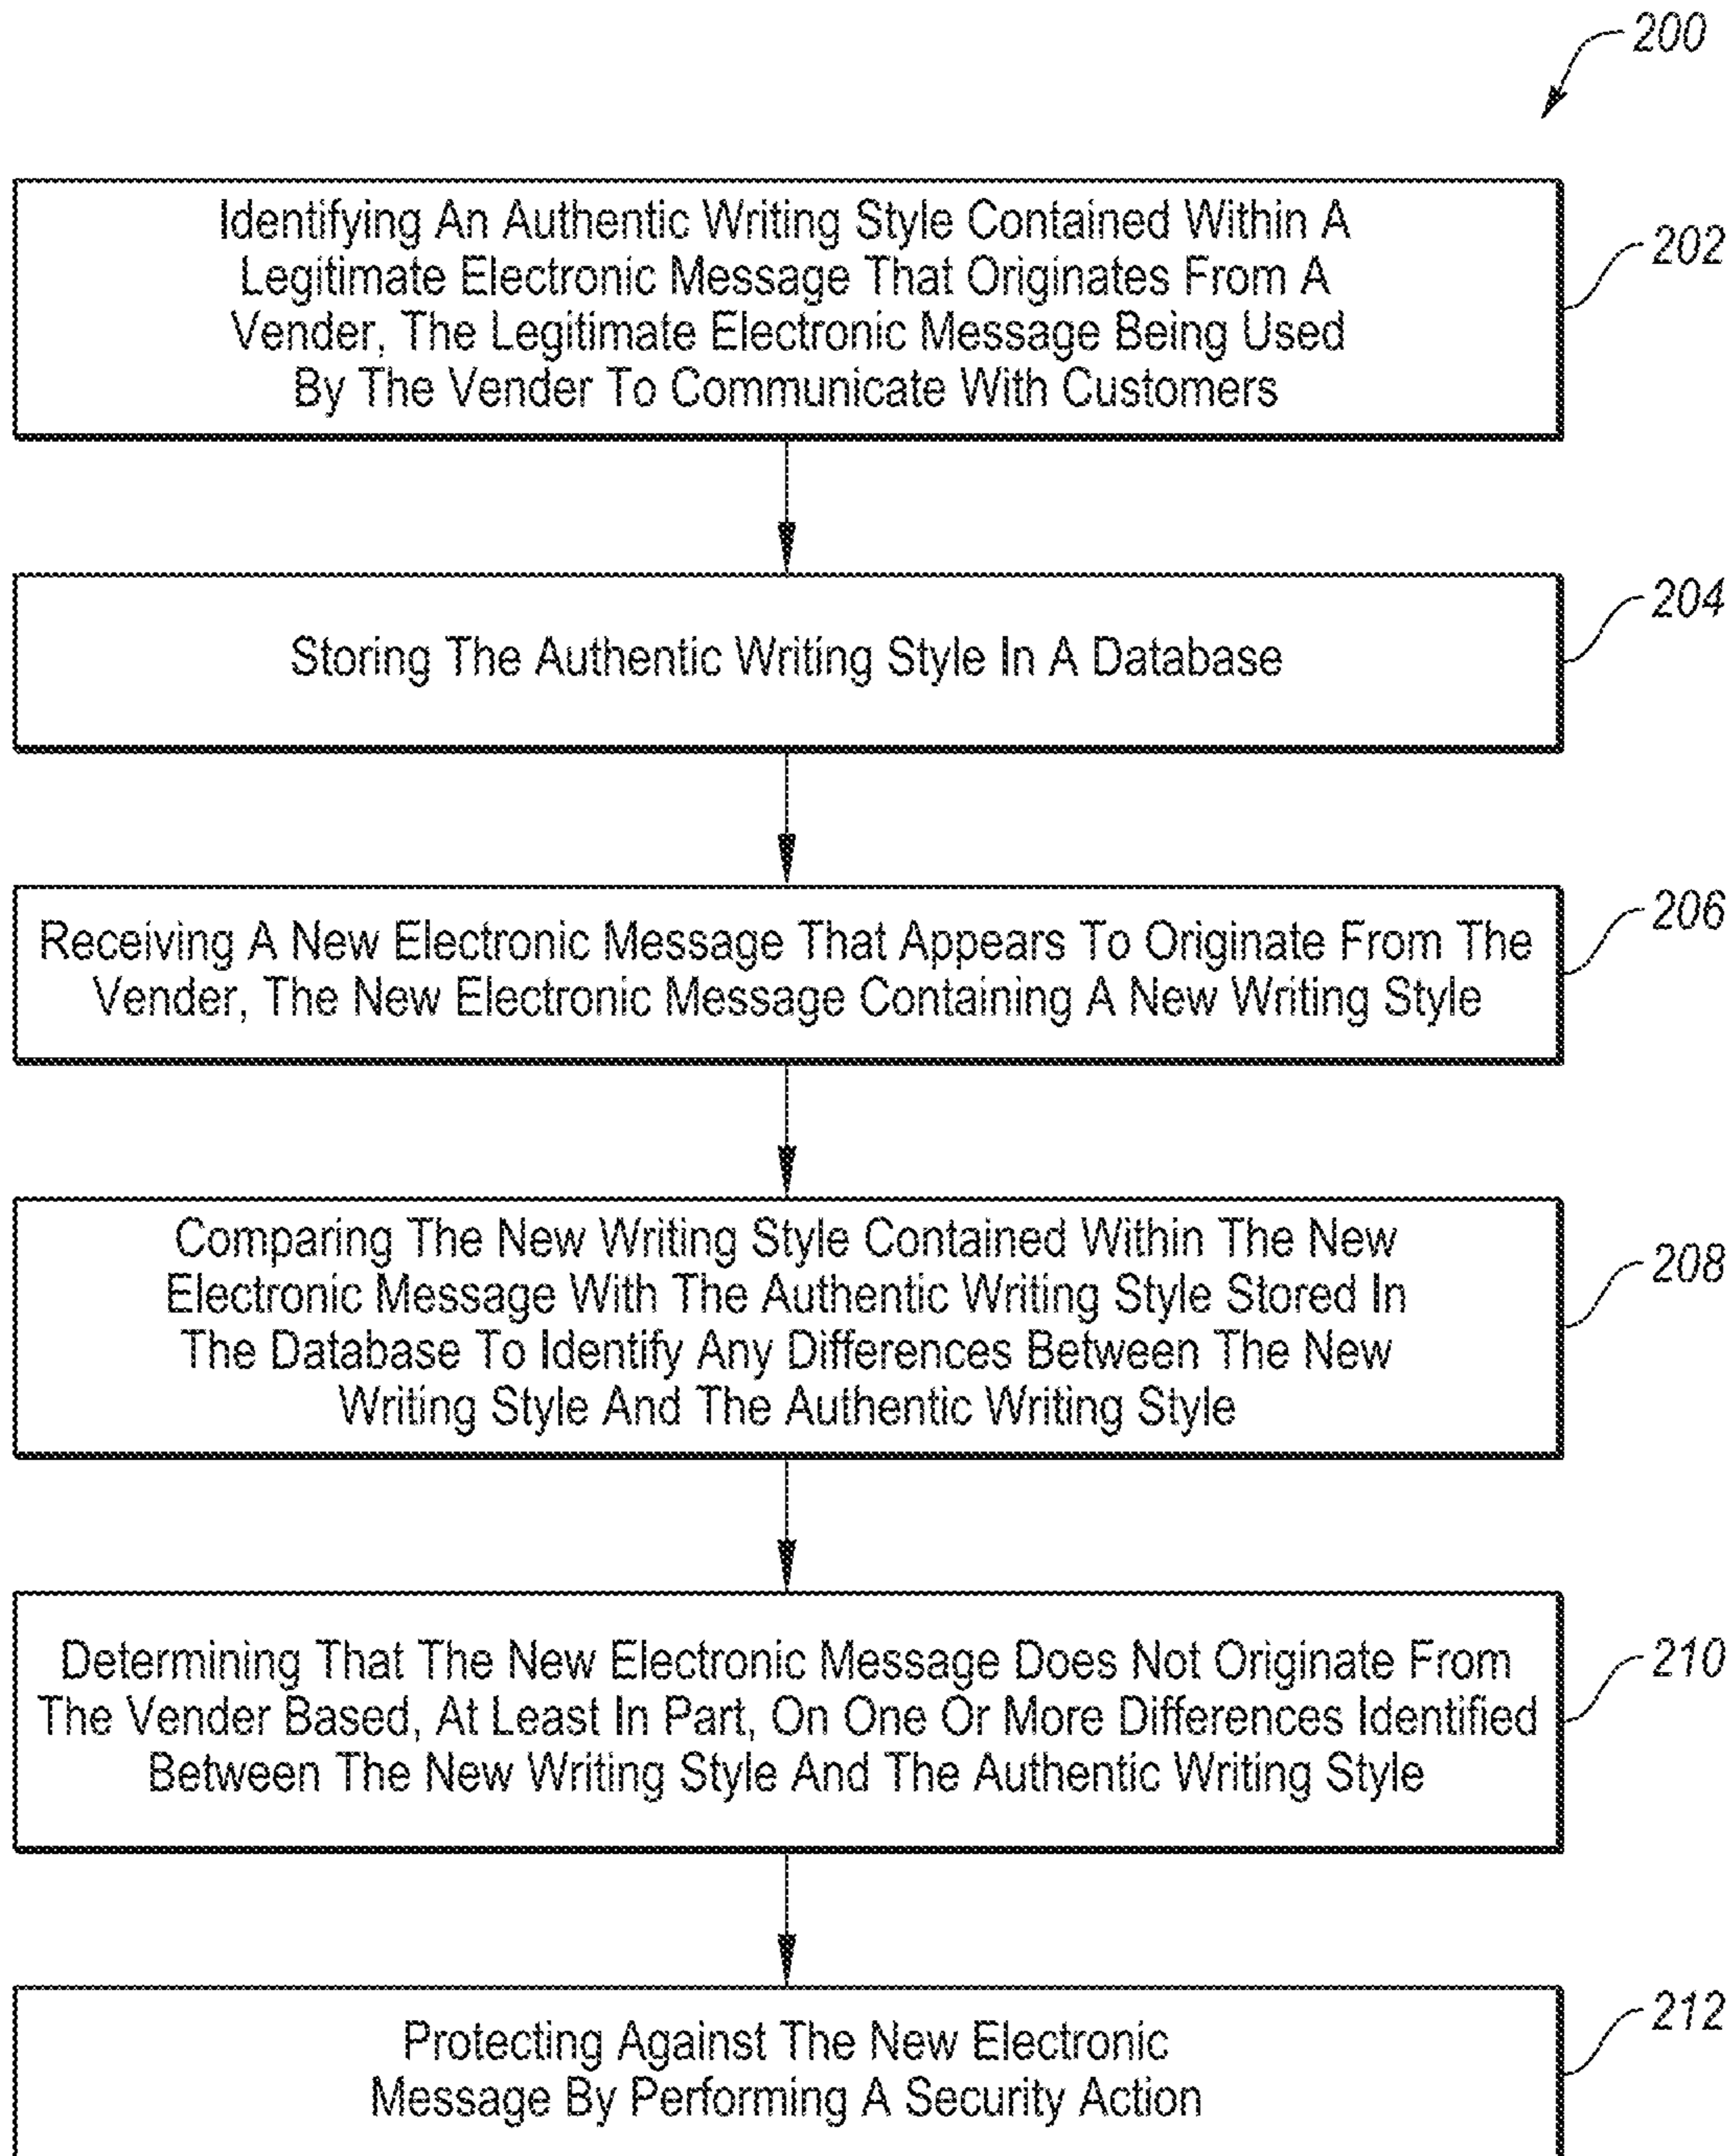 200
Identifying An Authentic Writing Style Contained Within A
Legitimate Electronic Message That Originates From A
Vender, The Legitimate Electronic Message Being Used
By The Vender To Communicate With Customers
202
Storing The Authentic Writing Style In A Database
204
Receiving A New Electronic Message That Appears To Originate From The
Vender, The New Electronic Message Containing A New Writing Style
206
Comparing The New Writing Style Contained Within The New
Electronic Message With The Authentic Writing Style Stored In
The Database To Identify Any Differences Between The New
Writing Style And The Authentic Writing Style
208
Determining That The New Electronic Message Does Not Originate From
The Vender Based, At Least In Part, On One Or More Differences Identified
Between The New Writing Style And The Authentic Writing Style
210
Protecting Against The New Electronic
Message By Performing A Security Action
212